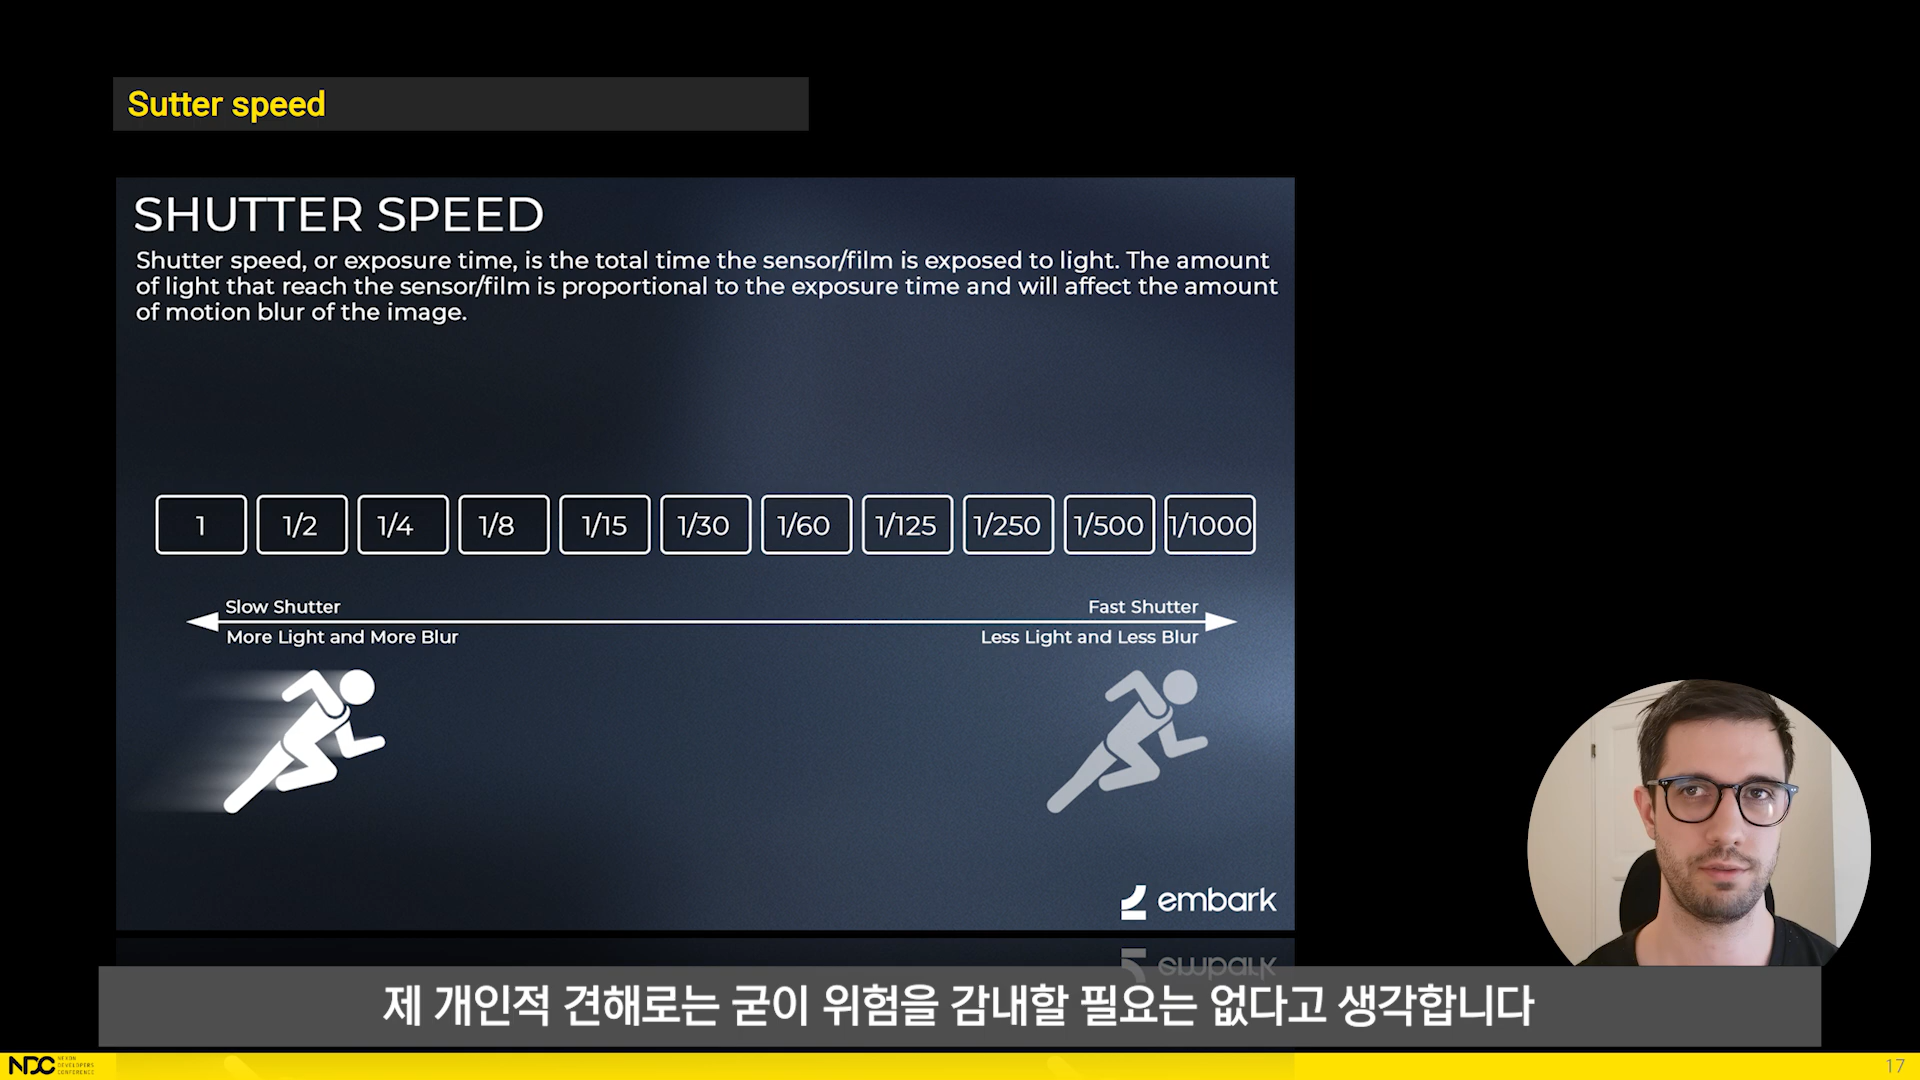 Sutter speed
SHUTTER SPEED
Shutter speed, or exposure time, is the total time the sensor/film is exposed to light. The amount
of light that reach the sensor/film is proportional to the exposure time and will affect the amount
of motion blur of the image.
1 1/2 1/4 1/8 1/15 1/30 1/60 1/125 1/250 1/500 1/1000
Slow Shutter Fast Shutter
More Light and More Blur Less Light and Less Blur
embark
embark
제 개인적 견해로는 굳이 위험을 감내할 필요는 없다고 생각합니다
NDC NEXON DEVELOPERS CONFERENCE
17